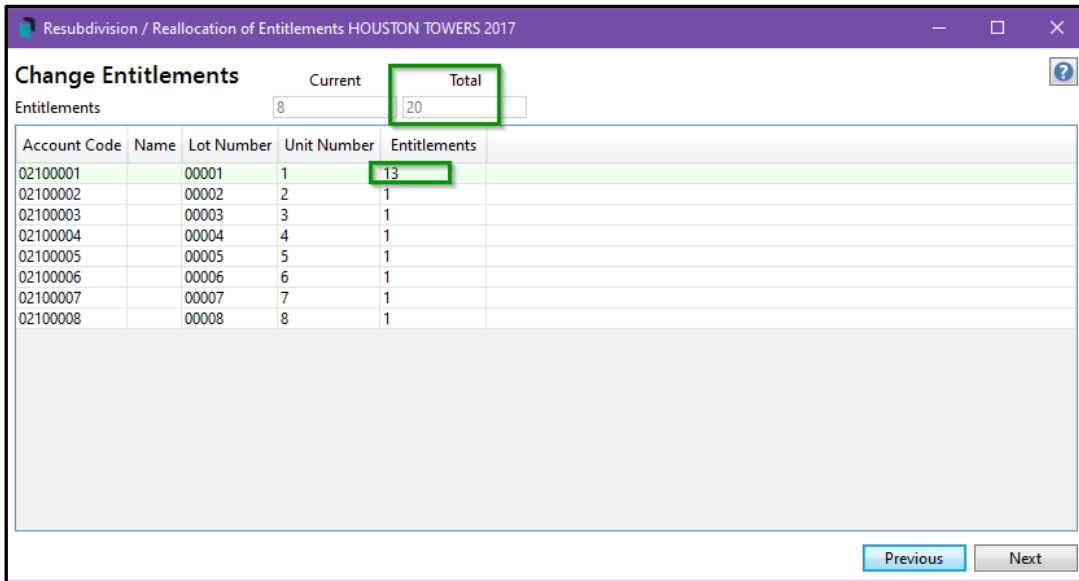 Resubdivision / Reallocation of Entitlements HOUSTON TOWERS 2017
Change Entitlements Current Total
Entitlements 8 20
Account Code Name Lot Number Unit Number Entitlements
02100001 00001 1 13
02100002 00002 2 1
02100003 00003 3 1
02100004 00004 4 1
02100005 00005 5 1
02100006 00006 6 1
02100007 00007 7 1
02100008 00008 8 1
Previous Next